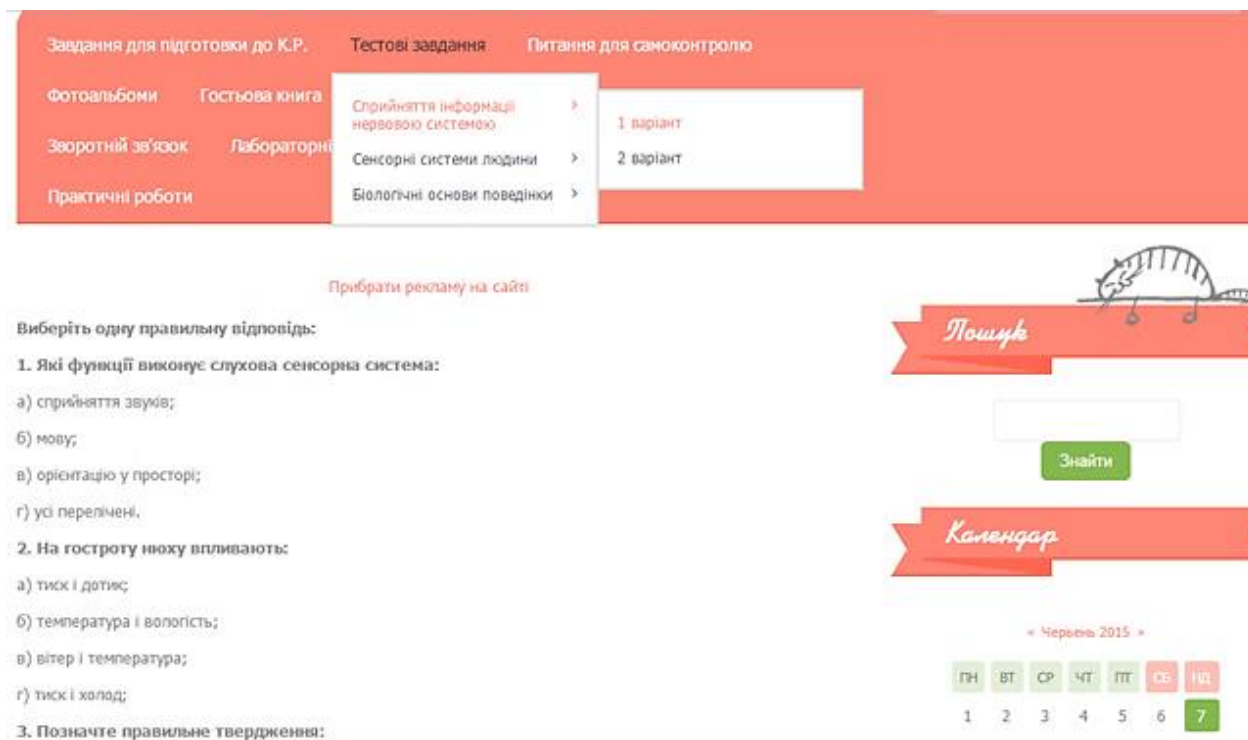 Завдання для підготовки до К.Р. Тестові завдання Питання для самоконтролю
Фотоальбоми Гостьова книга
Зворотній зв'язок Лабораторні
Практичні роботи
Сприйняття інформації
нервовою системою
Сенсорні системи людини
Біологічні основи поведінки
1 варіант
2 варіант
Прибрати рекламу на сайті
Виберіть одну правильну відповідь:
1. Які функції виконує слухова сенсорна система:
а) сприйняття звуків;
б) мову;
в) орієнтацію у просторі;
г) усі перелічені.
2. На гостроту нюху впливають:
а) тиск і дотик;
б) температура і вологість;
в) вітер і температура;
г) тиск і холод;
3. Позначте правильне твердження:
Пошук
Знайти
Календар
« Червень 2015 »
ПН ВТ СР ЧТ ПТ СБ НД
1 2 3 4 5 6 7